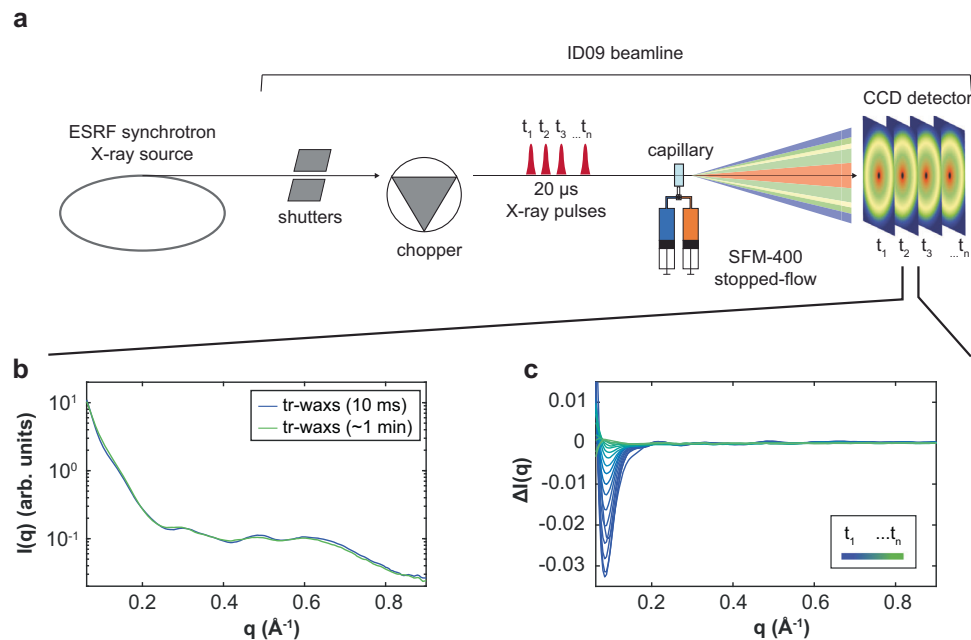 a
ID09 beamline
ESRF synchrotron
X-ray source
shutters
chopper
t1 t2 t3 ...tn
20 µs
X-ray pulses
capillary
SFM-400
stopped-flow
CCD detector
t1 t2 t3 ...tn
b
I(q) (arb. units)
10¹
10⁰
10⁻¹
tr-waxs (10 ms)
tr-waxs (~1 min)
0.2 0.4 0.6 0.8
q (Å⁻¹)
c
ΔI(q)
0.01
0
-0.01
-0.02
-0.03
t1 ...tn
0.2 0.4 0.6 0.8
q (Å⁻¹)